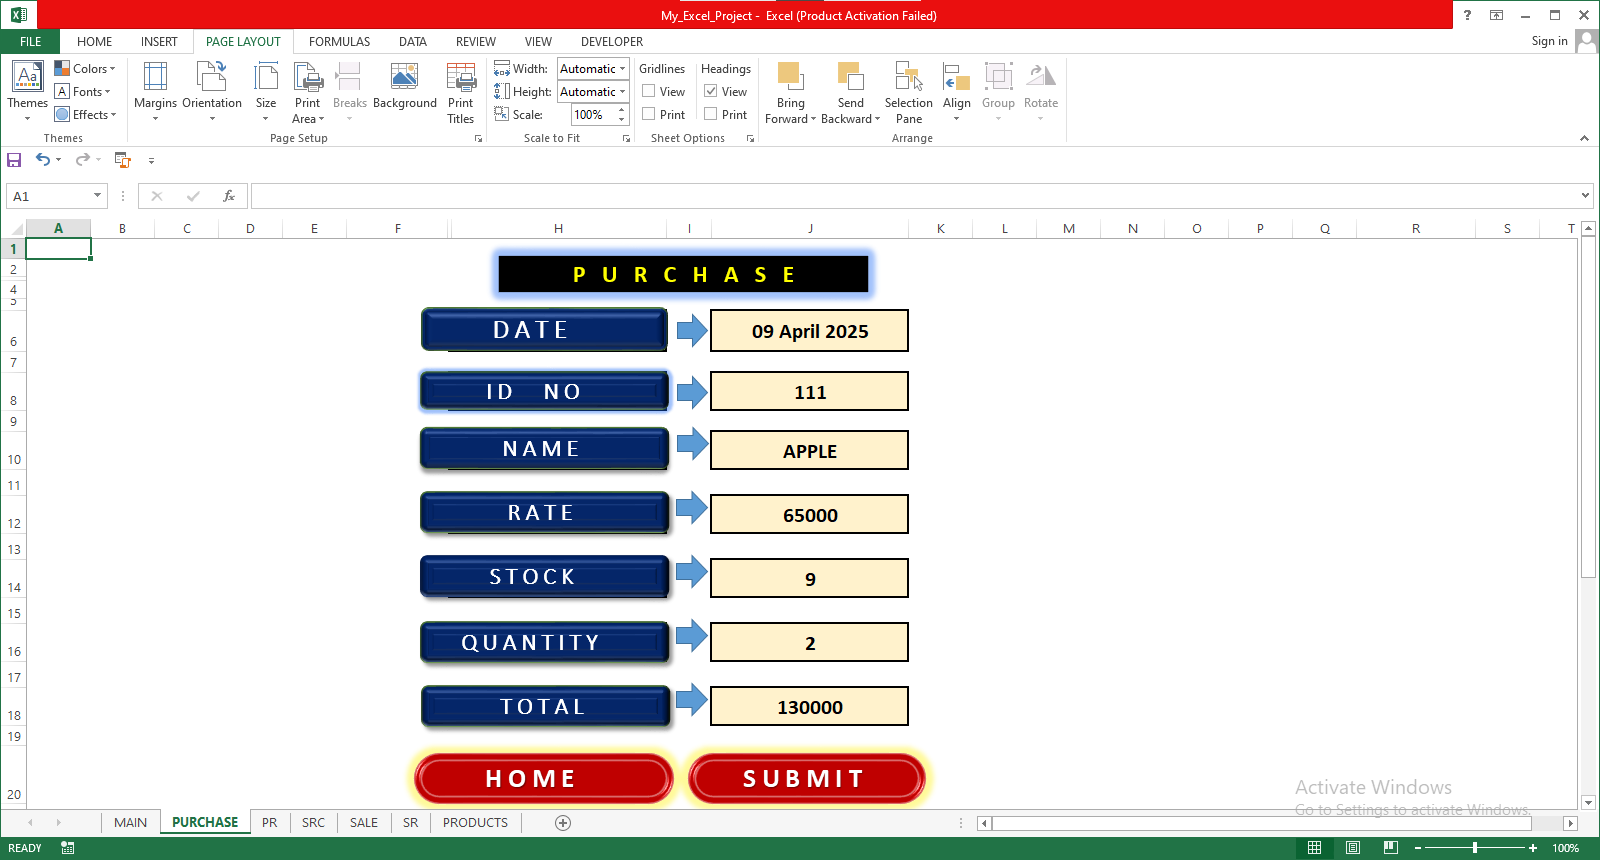 My_Excel_Project - Excel (Product Activation Failed)
?
FILE HOME INSERT PAGE LAYOUT FORMULAS DATA REVIEW VIEW DEVELOPER Sign in
Aa Themes
Colors
A Fonts
Effects
Margins Orientation Size Print Area Breaks Background Print Titles
Width: Automatic
Height: Automatic
Scale: 100%
Gridlines Headings
View View
Print Print
Bring Forward Send Backward Selection Pane Align Group Rotate
Themes Page Setup Scale to Fit Sheet Options Arrange
A1 fx
A B C D E F H I J K L M N O P Q R S T
1
2
4
5
6
7
8
9
10
11
12
13
14
15
16
17
18
19
20
PURCHASE
DATE 09 April 2025
ID NO 111
NAME APPLE
RATE 65000
STOCK 9
QUANTITY 2
TOTAL 130000
HOME SUBMIT
Activate Windows
Go to Settings to activate Windows.
MAIN PURCHASE PR SRC SALE SR PRODUCTS
READY 100%